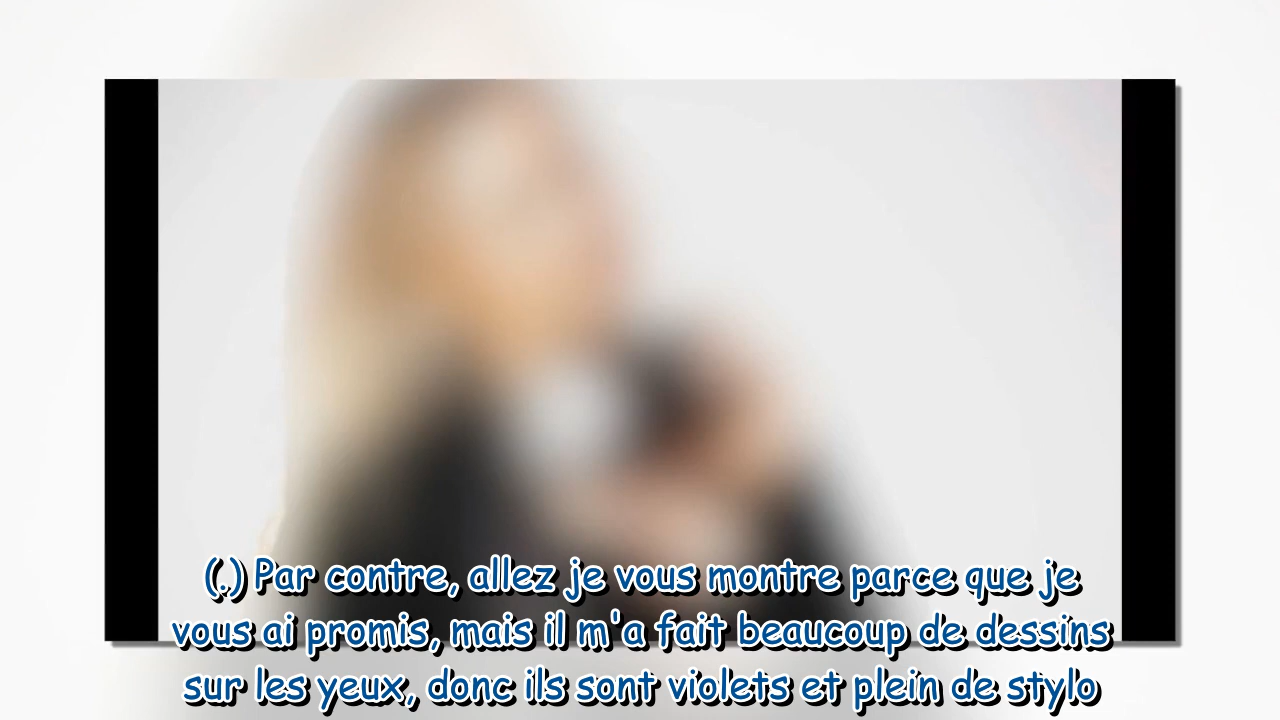 (.) Par contre, allez je vous montre parce que je
vous ai promis, mais il m'a fait beaucoup de dessins
sur les yeux, donc ils sont violets et plein de stylo